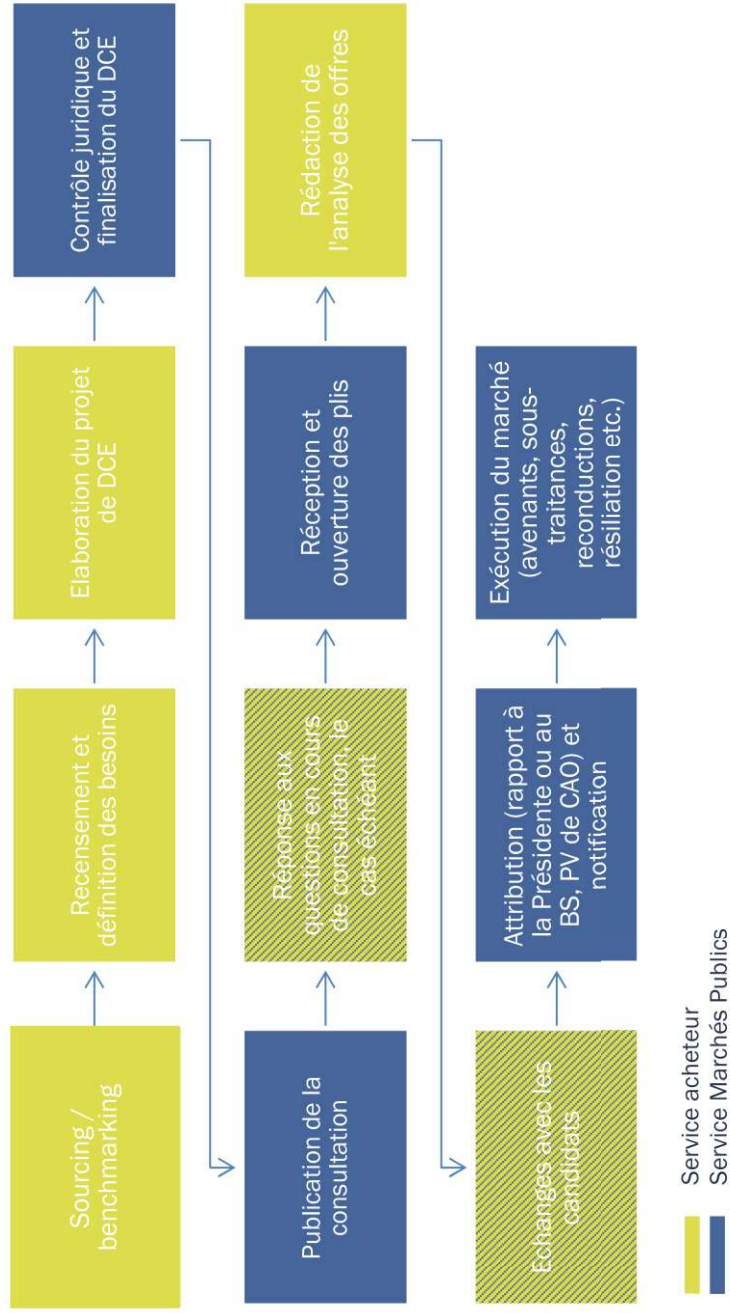 Sourcing /
benchmarking
Recensement et
définition des besoins
Elaboration du projet
de DCE
Contrôle juridique et
finalisation du DCE
Publication de la
consultation
Réponse aux
questions en cours
de consultation, le
cas échéant
Réception et
ouverture des plis
Rédaction de
l'analyse des offres
Echanges avec les
candidats
Attribution (rapport à
la Présidente ou au
BS, PV de CAO) et
notification
Exécution du marché
(avenants, sous-
traitances,
reconductions,
résiliation etc.)
Service acheteur
Service Marchés Publics